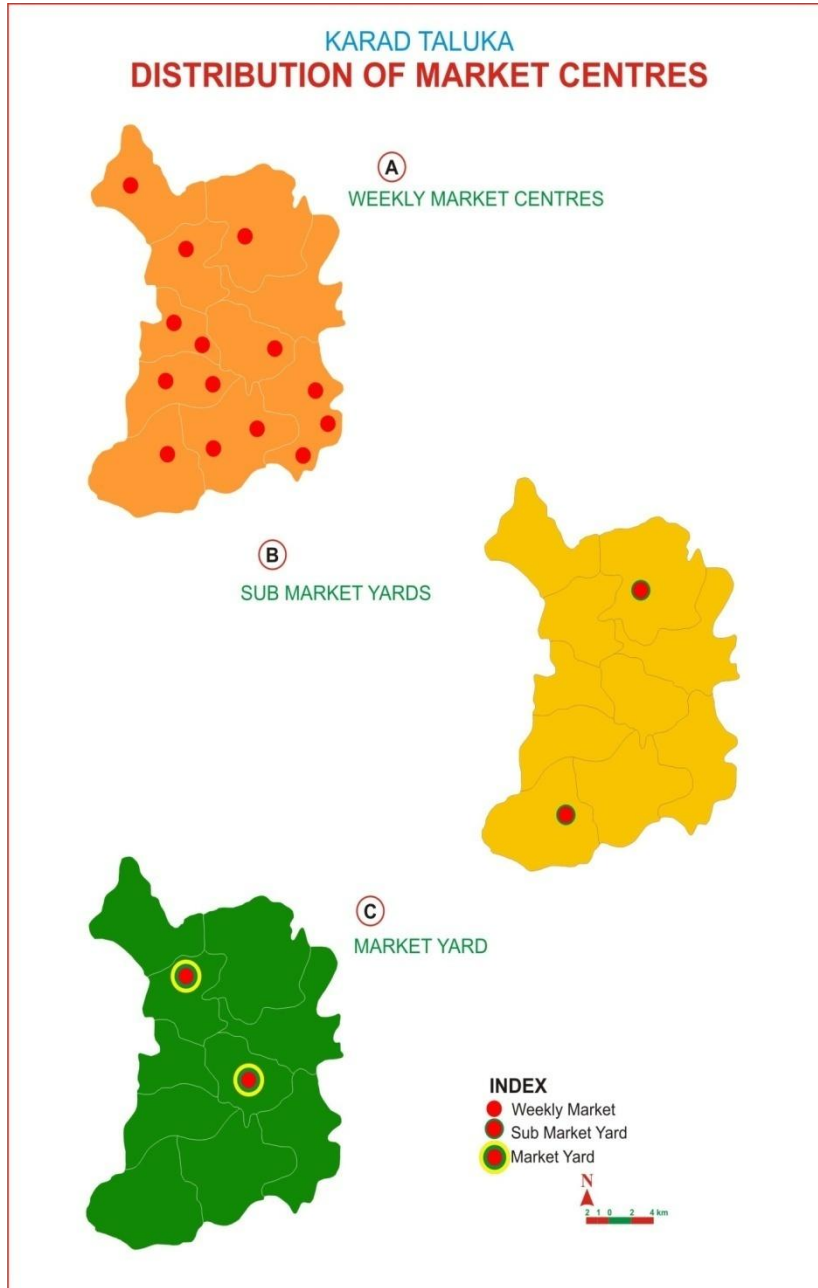 KARAD TALUKA
DISTRIBUTION OF MARKET CENTRES
A
WEEKLY MARKET CENTRES
B
SUB MARKET YARDS
C
MARKET YARD
INDEX
Weekly Market
Sub Market Yard
Market Yard
N
2 1 0 2 4 km